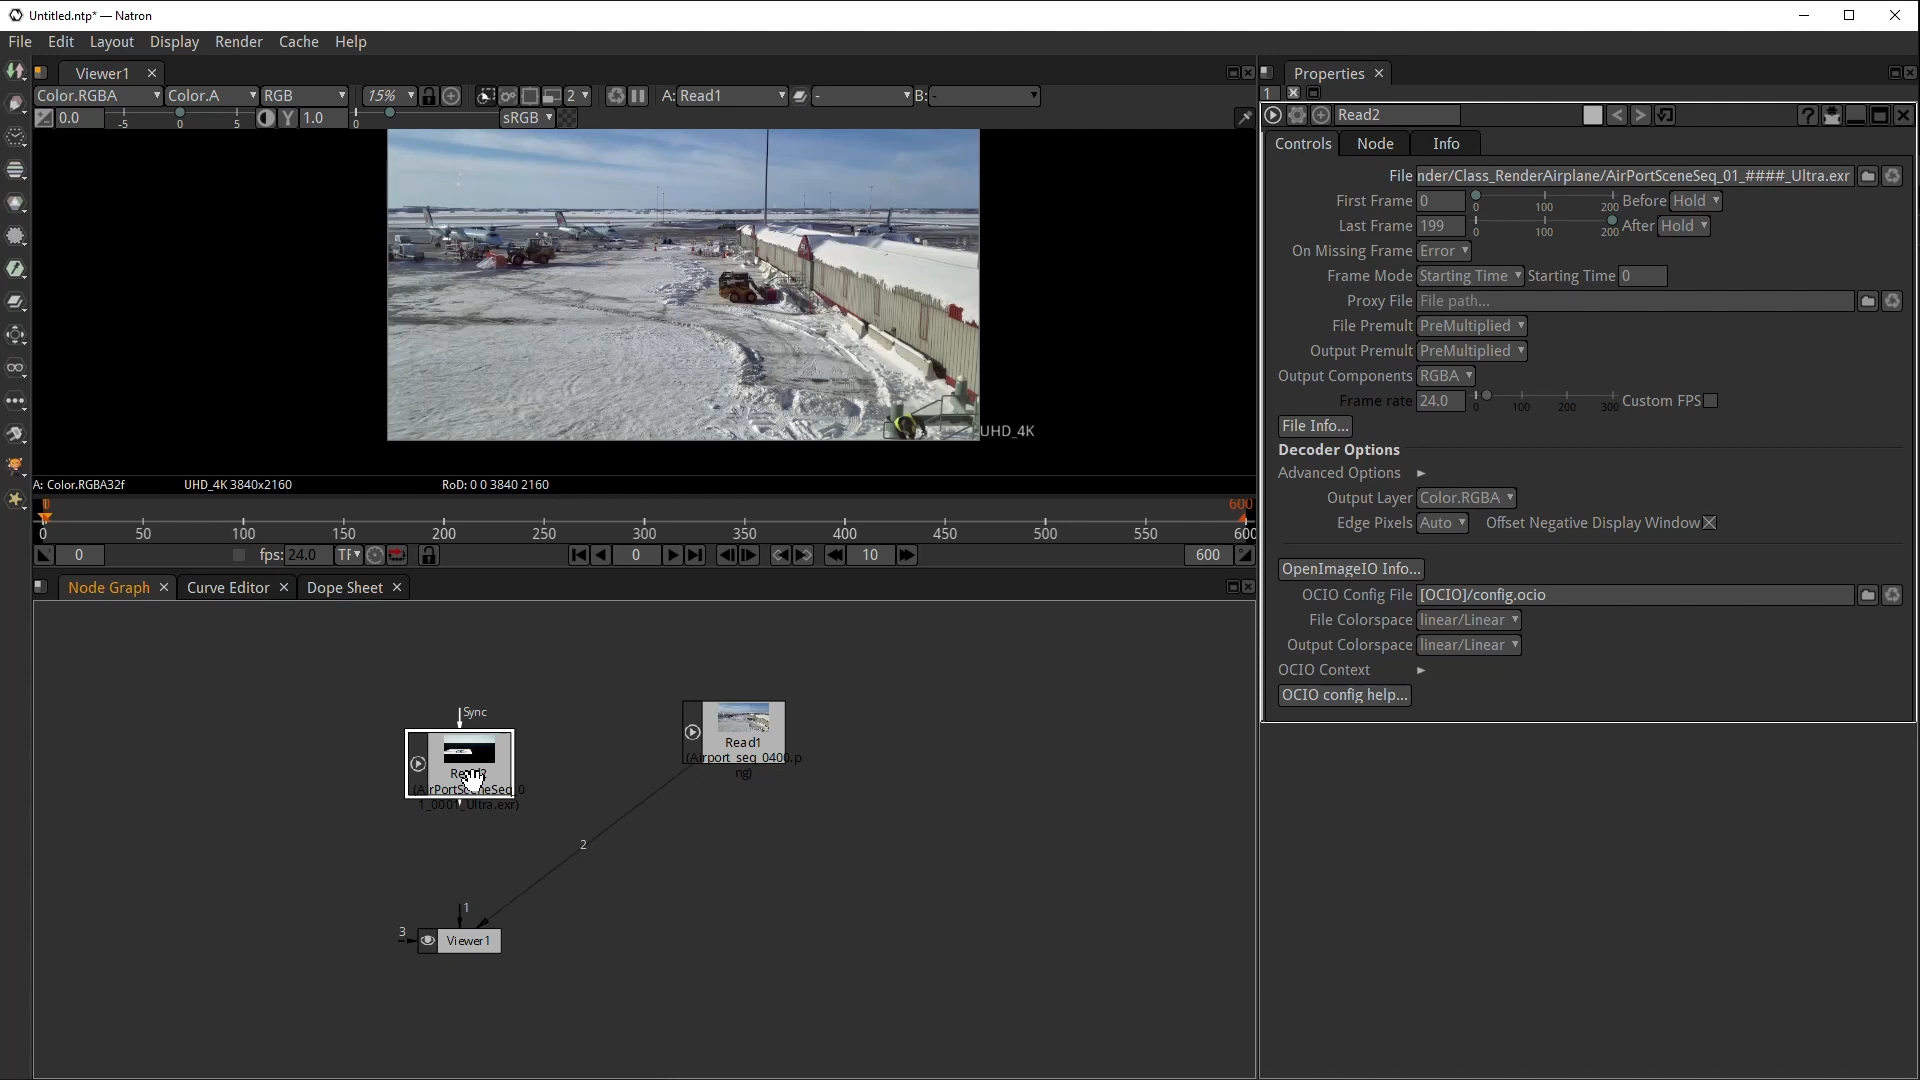 Untitled.ntp* — Natron
File Edit Layout Display Render Cache Help
Viewer1
Color.RGBA Color.A RGB 15% 2 A: Read1 - B: -
0.0 -5 0 5 Y 1.0 0 sRGB
UHD_4K
A: Color.RGBA32f UHD_4K 3840x2160 RoD: 0 0 3840 2160
600
0 50 100 150 200 250 300 350 400 450 500 550 600
0 fps: 24.0 TF 0 10 600
Node Graph Curve Editor Dope Sheet
Sync
(AirPortSceneSeq_0
1_0001_Ultra.exr)
Read1
(Airport_seq_0400.p
ng)
2
1
3
Viewer1
Properties
1
Read2
Controls Node Info
File nder/Class_RenderAirplane/AirPortSceneSeq_01_####_Ultra.exr
First Frame 0 0 100 200 Before Hold
Last Frame 199 0 100 200 After Hold
On Missing Frame Error
Frame Mode Starting Time Starting Time 0
Proxy File File path...
File Premult PreMultiplied
Output Premult PreMultiplied
Output Components RGBA
Frame rate 24.0 0 100 200 300 Custom FPS
File Info...
Decoder Options
Advanced Options
Output Layer Color.RGBA
Edge Pixels Auto Offset Negative Display Window
OpenImageIO Info...
OCIO Config File [OCIO]/config.ocio
File Colorspace linear/Linear
Output Colorspace linear/Linear
OCIO Context
OCIO config help...